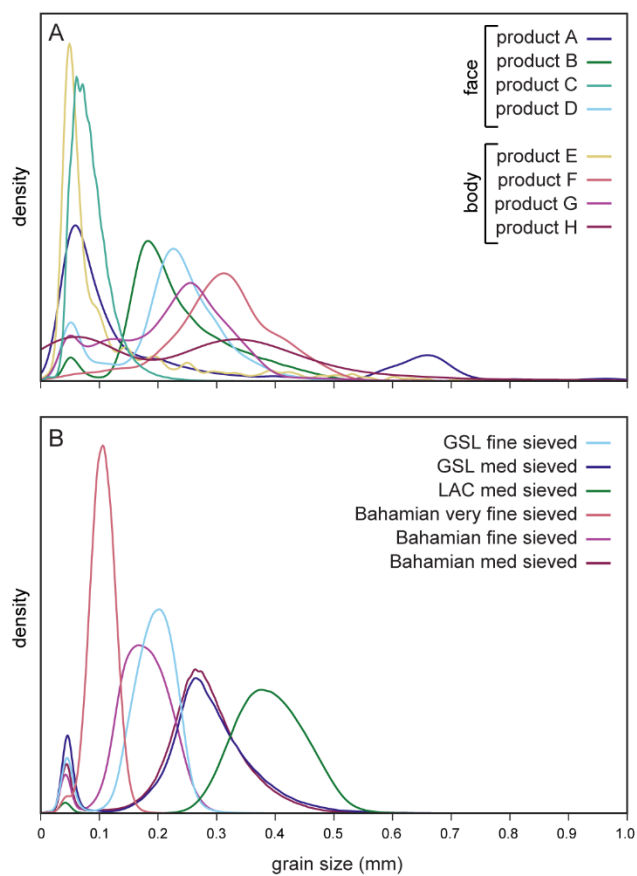 A
product A
product B
product C
product D
face
product E
product F
product G
product H
body
density
B
GSL fine sieved
GSL med sieved
LAC med sieved
Bahamian very fine sieved
Bahamian fine sieved
Bahamian med sieved
density
0 0.1 0.2 0.3 0.4 0.5 0.6 0.7 0.8 0.9 1.0
grain size (mm)